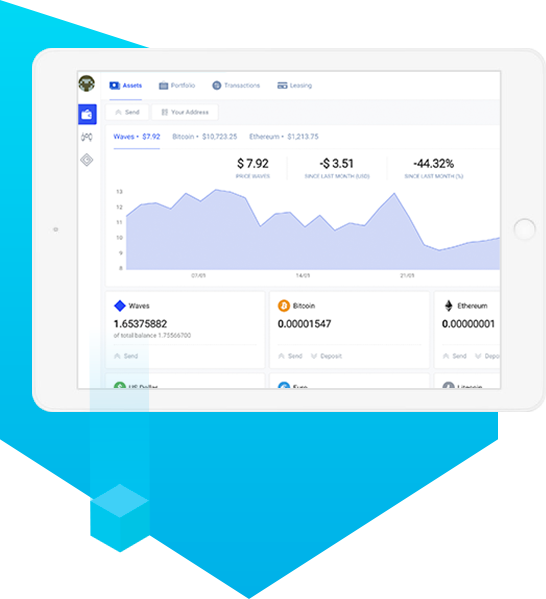 Assets Portfolio Transactions Leasing
Send Your Address
Waves • $7.92 Bitcoin • $10,723.25 Ethereum • $1,213.75
$ 7.92 -$ 3.51 -44.32%
PRICE WAVES SINCE LAST MONTH (USD) SINCE LAST MONTH (%)
13
12
11
10
9
8
07/01 14/01 21/01
Waves Bitcoin Ethereum
1.65375882 0.00001547 0.00000001
of total balance 1.75566700
Send Send Deposit Send Depo
US Dollar Euro Litecoin